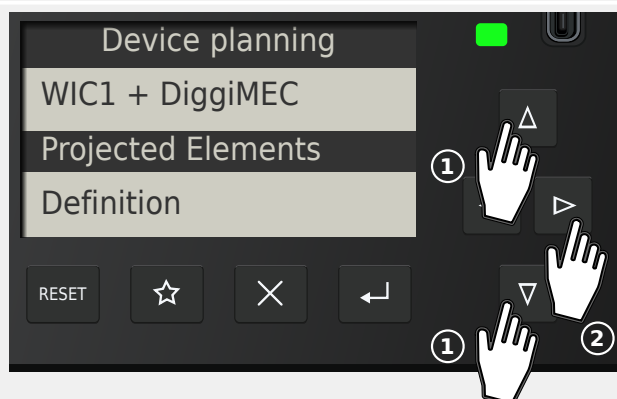 Device planning
WIC1 + DiggiMEC
Projected Elements
Definition
RESET
1
1
2